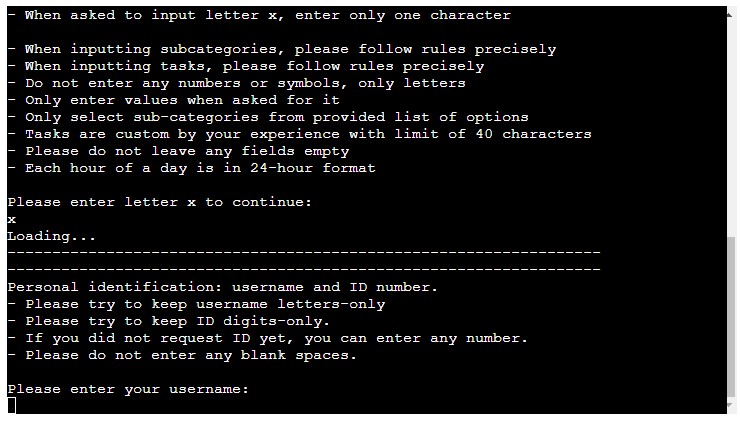 - When asked to input letter x, enter only one character
- When inputting subcategories, please follow rules precisely
- When inputting tasks, please follow rules precisely
- Do not enter any numbers or symbols, only letters
- Only enter values when asked for it
- Only select sub-categories from provided list of options
- Tasks are custom by your experience with limit of 40 characters
- Please do not leave any fields empty
- Each hour of a day is in 24-hour format
Please enter letter x to continue:
x
Loading...
------------------------------------------------------------------
------------------------------------------------------------------
Personal identification: username and ID number.
- Please try to keep username letters-only
- Please try to keep ID digits-only.
- If you did not request ID yet, you can enter any number.
- Please do not enter any blank spaces.
Please enter your username: